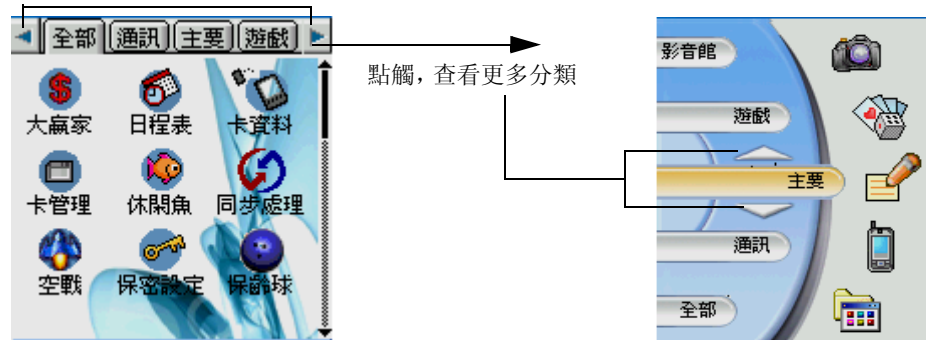 全部 通訊 主要 遊戲
大贏家 日程表 卡資料
卡管理 休閑魚 同步處理
空戰 保密設定 保齡球
點觸，查看更多分類
影音館
遊戲
主要
通訊
全部